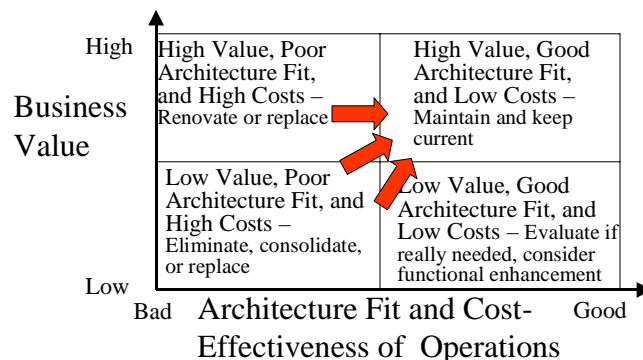 High
High Value, Poor
Architecture Fit,
and High Costs –
Renovate or replace
High Value, Good
Architecture Fit,
and Low Costs –
Maintain and keep
current
Business
Value
Low Value, Poor
Architecture Fit, and
High Costs –
Eliminate, consolidate,
or replace
Low Value, Good
Architecture Fit, and
Low Costs – Evaluate if
really needed, consider
functional enhancement
Low
Bad
Architecture Fit and Cost-
Effectiveness of Operations
Good